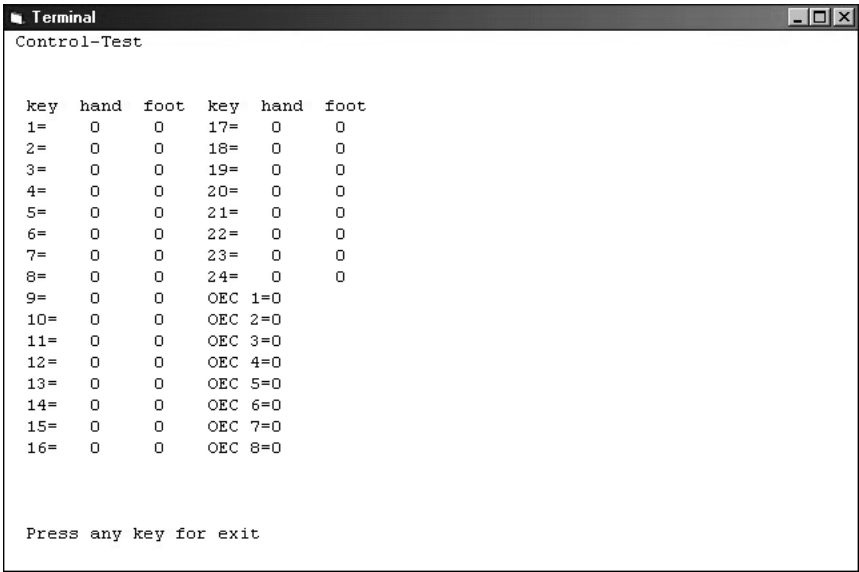 Terminal
Control-Test
key hand foot key hand foot
1= 0 0 17= 0 0
2= 0 0 18= 0 0
3= 0 0 19= 0 0
4= 0 0 20= 0 0
5= 0 0 21= 0 0
6= 0 0 22= 0 0
7= 0 0 23= 0 0
8= 0 0 24= 0 0
9= 0 0 OEC 1=0
10= 0 0 OEC 2=0
11= 0 0 OEC 3=0
12= 0 0 OEC 4=0
13= 0 0 OEC 5=0
14= 0 0 OEC 6=0
15= 0 0 OEC 7=0
16= 0 0 OEC 8=0
Press any key for exit